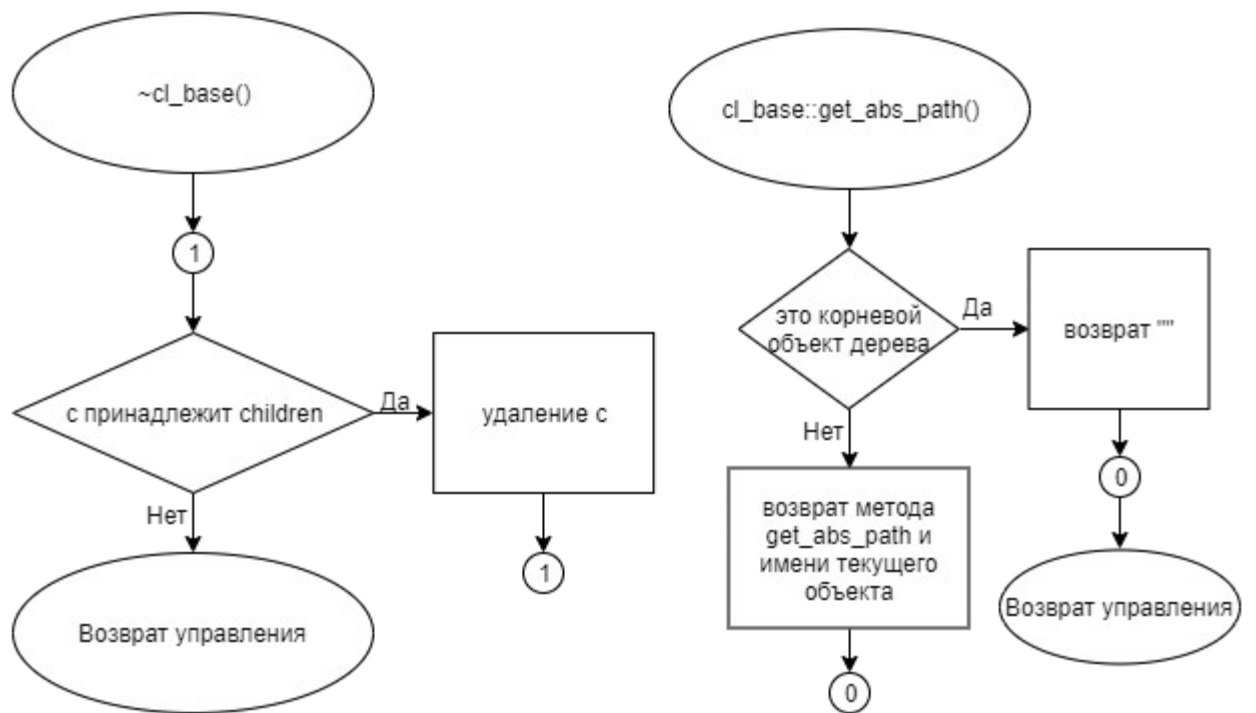 ~cl_base()
1
с принадлежит children
Да
удаление с
1
Нет
Возврат управления
cl_base::get_abs_path()
это корневой
объект дерева
Да
возврат ""
0
Возврат управления
Нет
возврат метода
get_abs_path и
имени текущего
объекта
0